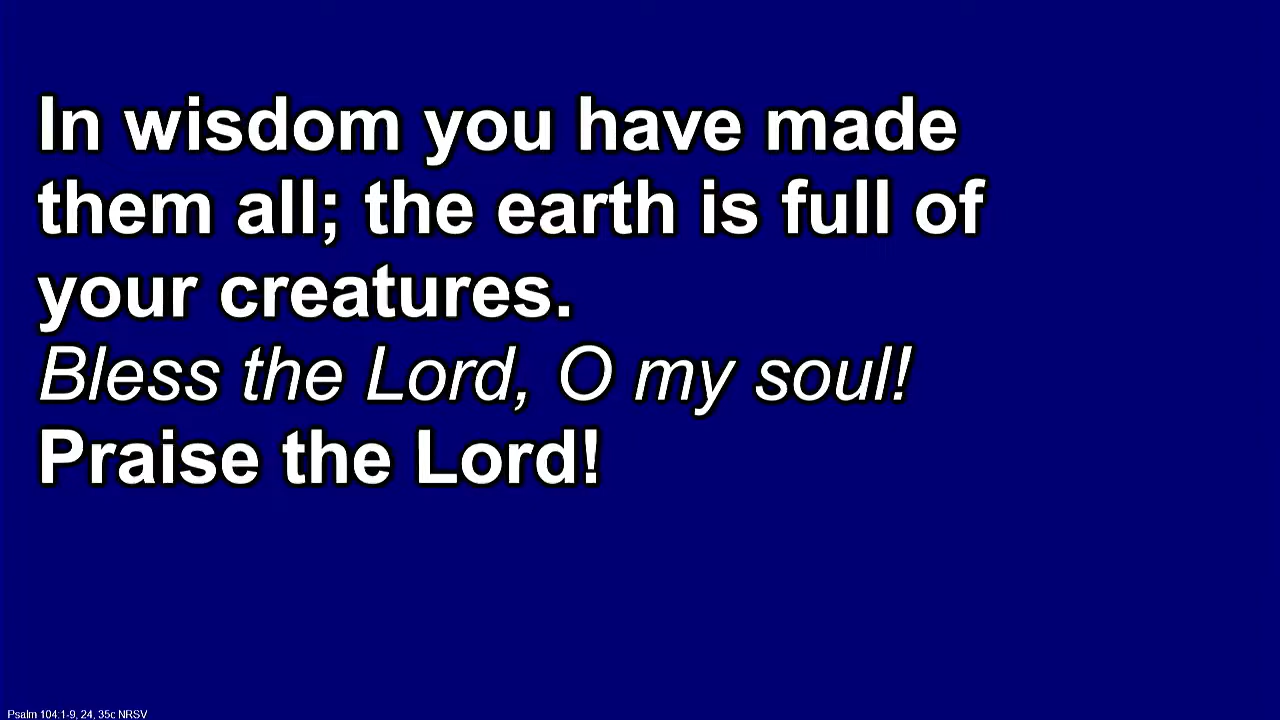 In wisdom you have made
them all; the earth is full of
your creatures.
Bless the Lord, O my soul!
Praise the Lord!
Psalm 104:1-9, 24, 35c NRSV